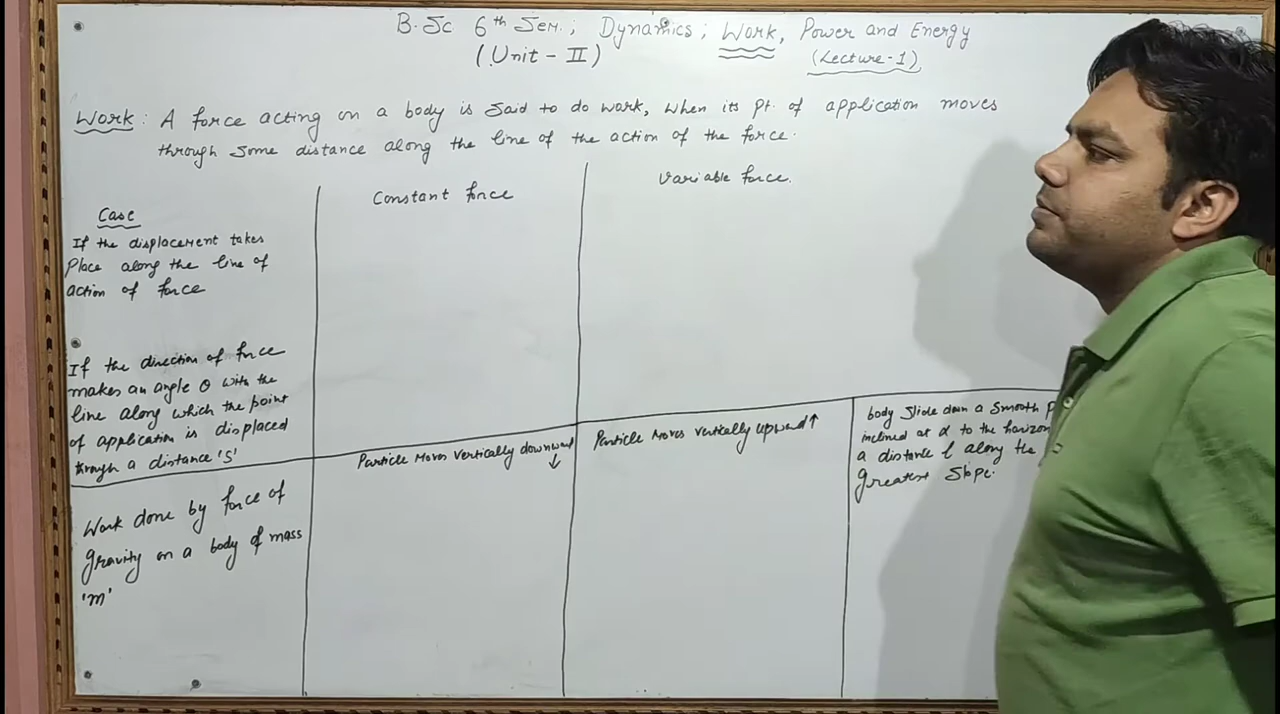 B.Sc 6th Sem.; Dynamics; Work, Power and Energy
(Unit - II) (Lecture-1)
Work: A force acting on a body is said to do work, when its pt. of application moves
through some distance along the line of the action of the force.
Case
If the displacement takes
Place along the line of
action of force
Constant force
Variable force.
If the direction of force
makes an angle θ with the
line along which the point
of application is displaced
through a distance 'S'
Work done by force of
gravity on a body of mass
'm'
Particle Moves vertically downward ↓
Particle Moves vertically upward ↑
body Slide down a Smooth P
inclined at α to the horizon
a distance l along the
greatest Slope.